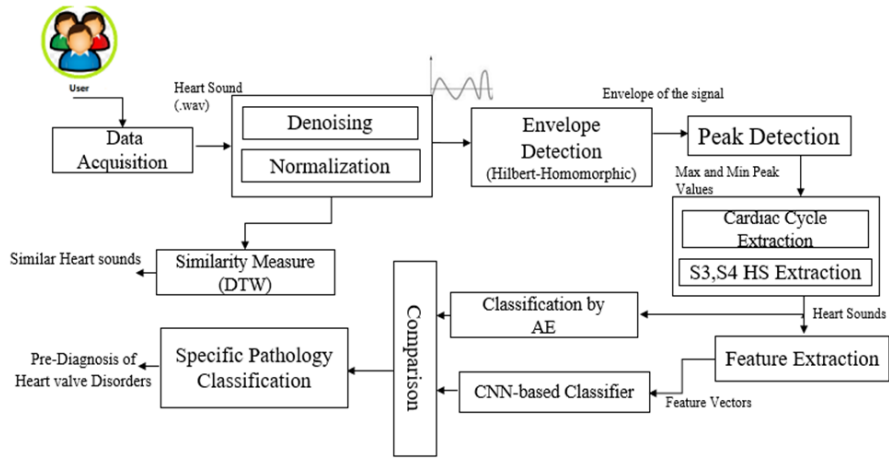 User
Data
Acquisition
Heart Sound
(.wav)
Denoising
Normalization
Envelope
Detection
(Hilbert-Homomorphic)
Envelope of the signal
Peak Detection
Max and Min Peak
Values
Cardiac Cycle
Extraction
S3,S4 HS Extraction
Heart Sounds
Similar Heart sounds
Similarity Measure
(DTW)
Comparison
Classification by
AE
Feature Extraction
Pre-Diagnosis of
Heart valve Disorders
Specific Pathology
Classification
CNN-based Classifier
Feature Vectors